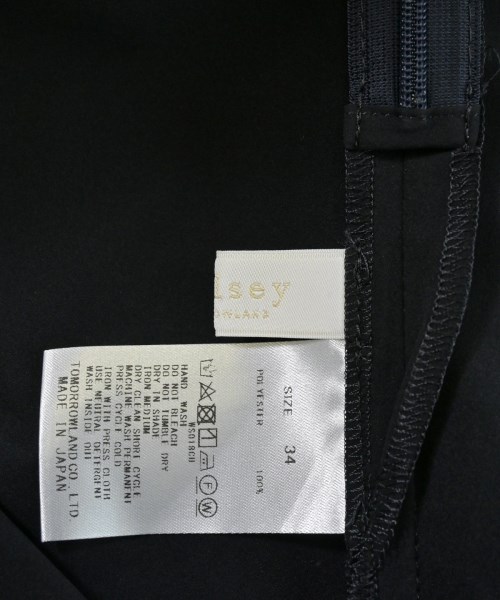 lsey
SIZE 34
POLYESTER 100%
WS018CU
HAND WASH
DO NOT BLEACH
DO NOT TUMBLE DRY
DRY IN SHADE
IRON MEDIUM
DRY CLEAN SHORT CYCLE
MACHINE WASH PERMANENT
PRESS CYCLE COLD
IRON WITH PRESS CLOTH
USE NEUTRAL DETERGENT
WASH INSIDE OUT
TOMORROWLAND CO. LTD
MADE IN JAPAN